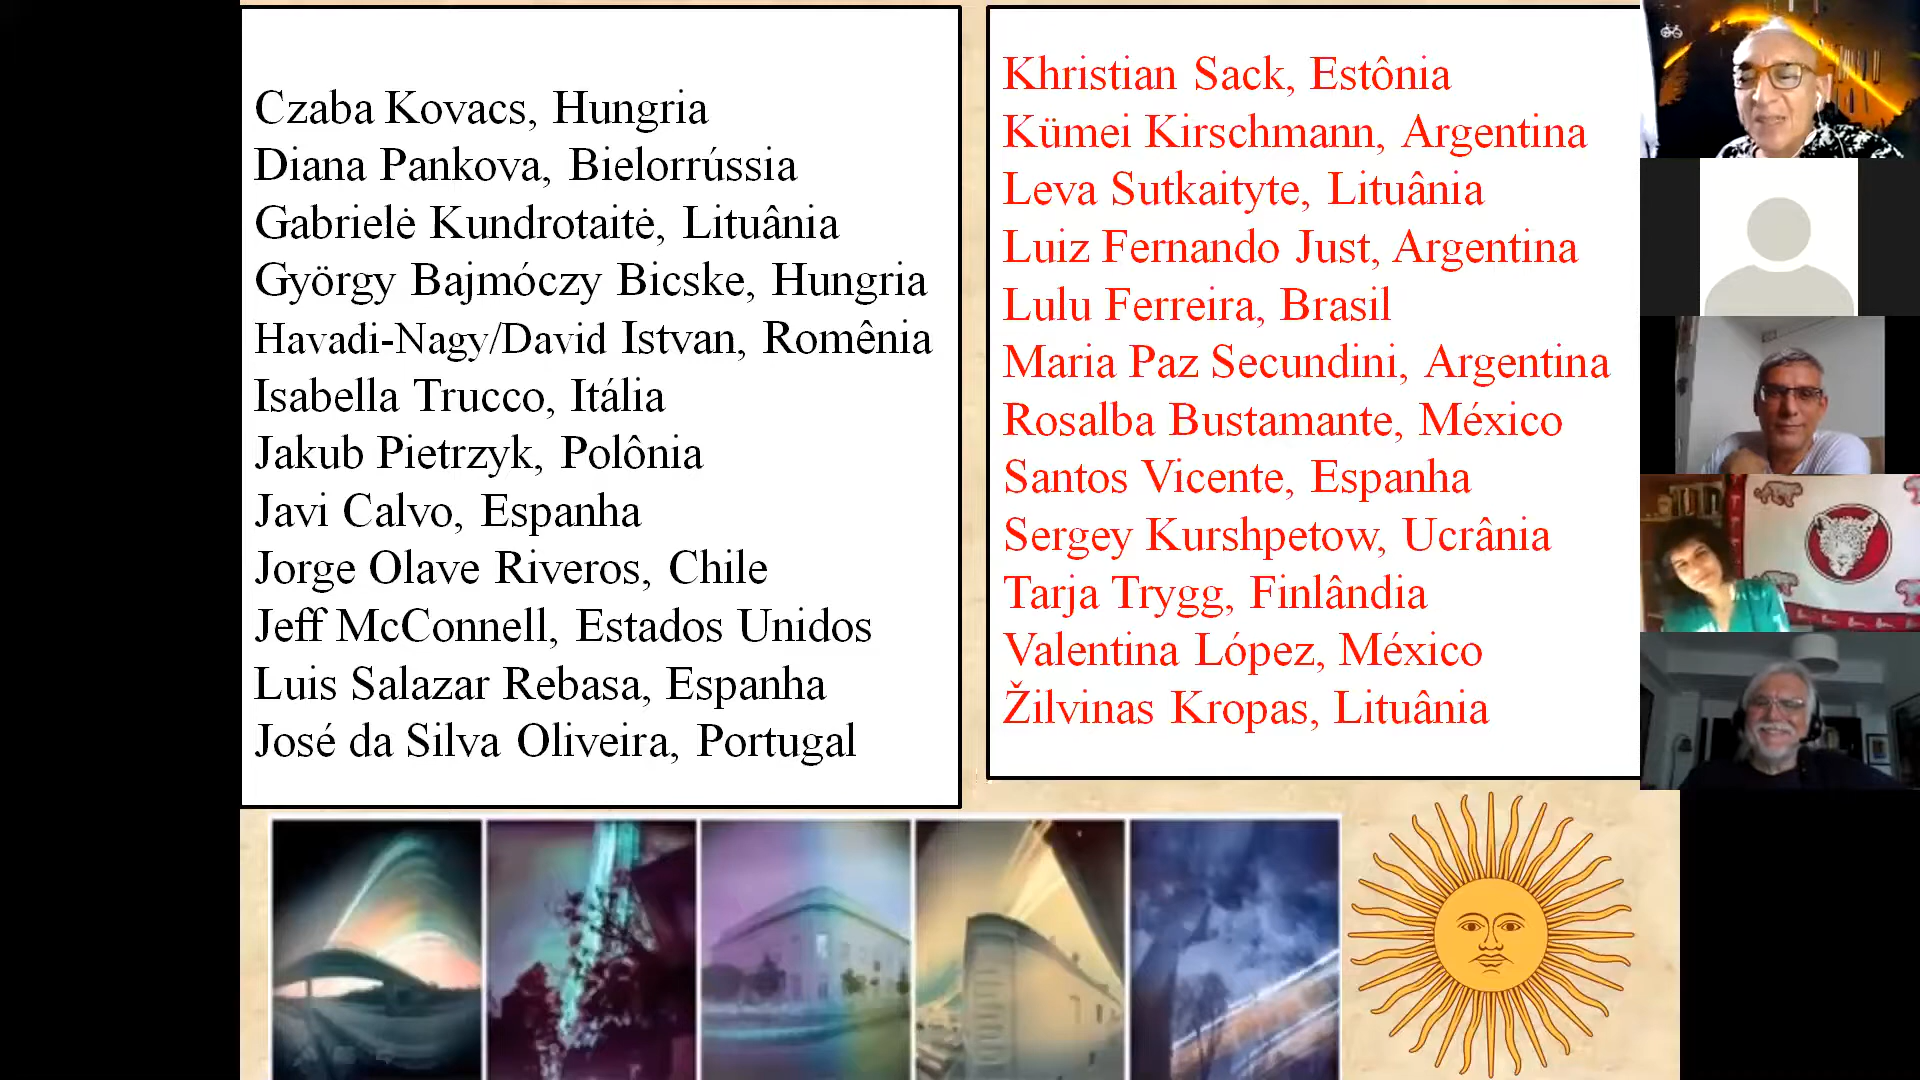 Czaba Kovacs, Hungria
Diana Pankova, Bielorrússia
Gabrielė Kundrotaitė, Lituânia
György Bajmóczy Bicske, Hungria
Havadi-Nagy/David Istvan, Romênia
Isabella Trucco, Itália
Jakub Pietrzyk, Polônia
Javi Calvo, Espanha
Jorge Olave Riveros, Chile
Jeff McConnell, Estados Unidos
Luis Salazar Rebasa, Espanha
José da Silva Oliveira, Portugal
Khristian Sack, Estônia
Kümei Kirschmann, Argentina
Leva Sutkaityte, Lituânia
Luiz Fernando Just, Argentina
Lulu Ferreira, Brasil
Maria Paz Secundini, Argentina
Rosalba Bustamante, México
Santos Vicente, Espanha
Sergey Kurshpetow, Ucrânia
Tarja Trygg, Finlândia
Valentina López, México
Žilvinas Kropas, Lituânia